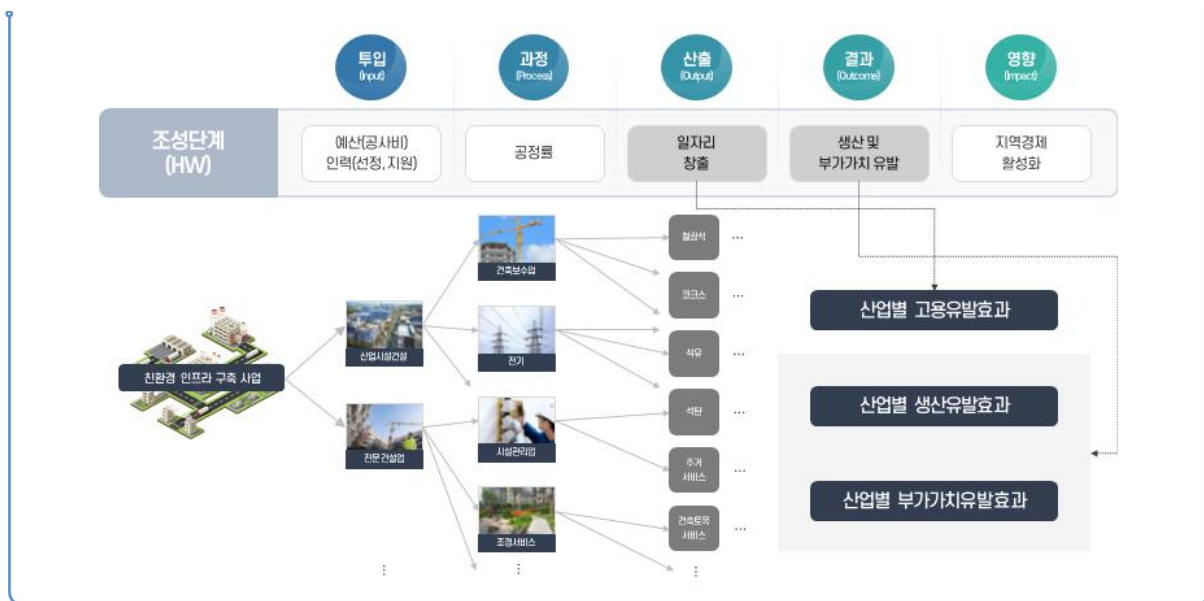 투입
(Input)
과정
(Process)
산출
(Output)
결과
(Outcome)
영향
(Impact)
조성단계
(HW)
예산(공사비)
인력(선정, 지원)
공정률
일자리
창출
생산 및
부가가치 유발
지역경제
활성화
친환경 인프라 구축 사업
산업시설건설
전문건설업
건축보수업
전기
시설관리업
조경서비스
철광석
코크스
석유
석탄
주거
서비스
건축토목
서비스
산업별 고용유발효과
산업별 생산유발효과
산업별 부가가치유발효과